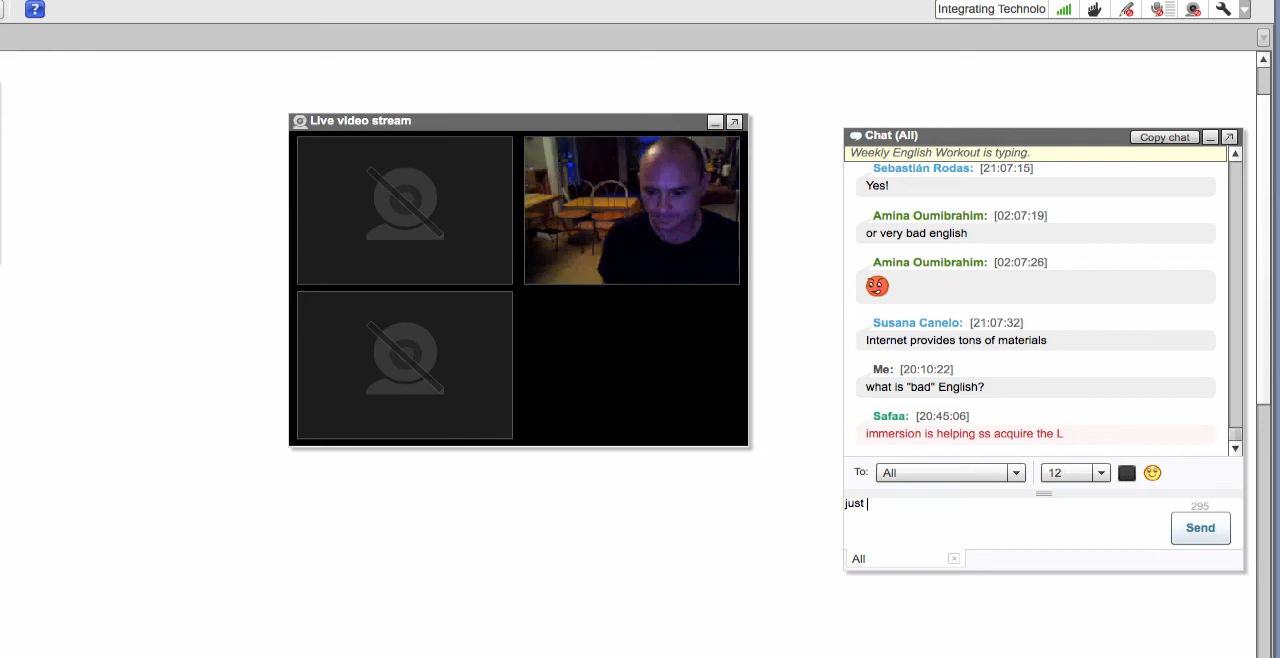 ?
Integrating Technolo
Live video stream
Chat (All)
Copy chat
Weekly English Workout is typing.
Sebastián Rodas: [21:07:15]
Yes!
Amina Oumibrahim: [02:07:19]
or very bad english
Amina Oumibrahim: [02:07:26]
Susana Canelo: [21:07:32]
Internet provides tons of materials
Me: [20:10:22]
what is "bad" English?
Safaa: [20:45:06]
immersion is helping ss acquire the L
To: All 12
just
295
Send
All